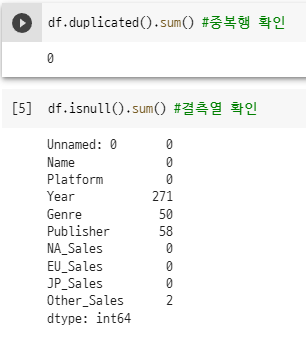 df.duplicated().sum() #중복행 확인
0
[5] df.isnull().sum() #결측열 확인
Unnamed: 0 0
Name 0
Platform 0
Year 271
Genre 50
Publisher 58
NA_Sales 0
EU_Sales 0
JP_Sales 0
Other_Sales 2
dtype: int64